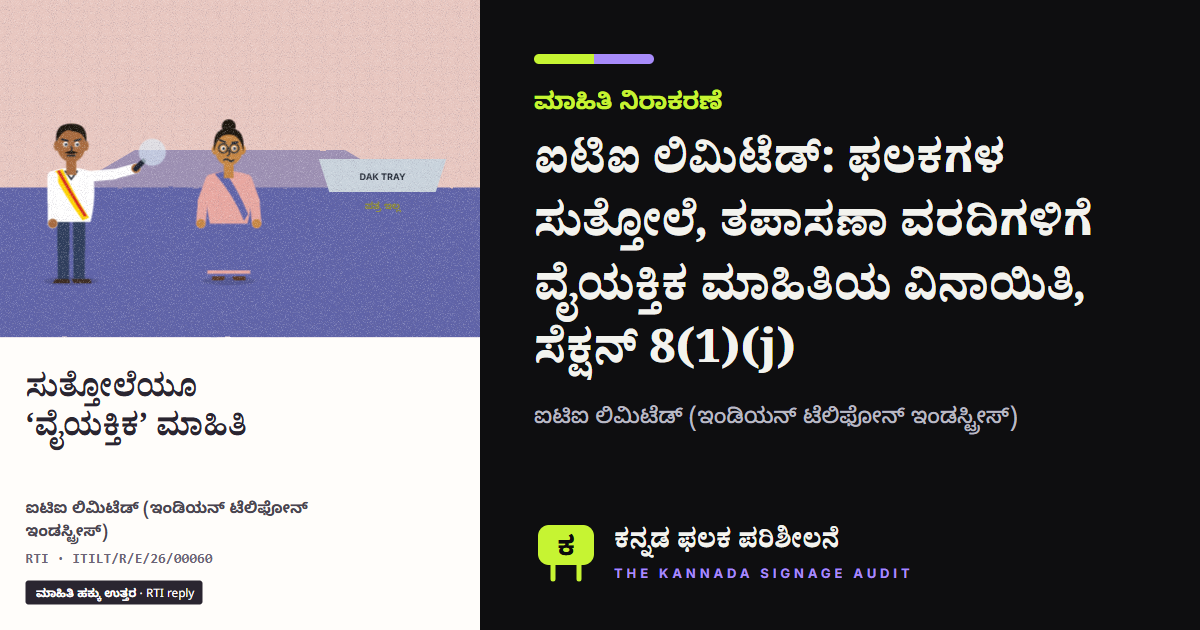 DAK TRAY
ಸುತ್ತೋಲೆಯೂ
‘ವೈಯಕ್ತಿಕ’ ಮಾಹಿತಿ
ಐಟಿಐ ಲಿಮಿಟೆಡ್ (ಇಂಡಿಯನ್ ಟೆಲಿಫೋನ್
ಇಂಡಸ್ಟ್ರೀಸ್)
RTI · ITILT/R/E/26/00060
ಮಾಹಿತಿ ಹಕ್ಕು ಉತ್ತರ · RTI reply
ಮಾಹಿತಿ ನಿರಾಕರಣೆ
ಐಟಿಐ ಲಿಮಿಟೆಡ್: ಫಲಕಗಳ
ಸುತ್ತೋಲೆ, ತಪಾಸಣಾ ವರದಿಗಳಿಗೆ
ವೈಯಕ್ತಿಕ ಮಾಹಿತಿಯ ವಿನಾಯಿತಿ,
ಸೆಕ್ಷನ್ 8(1)(j)
ಐಟಿಐ ಲಿಮಿಟೆಡ್ (ಇಂಡಿಯನ್ ಟೆಲಿಫೋನ್ ಇಂಡಸ್ಟ್ರೀಸ್)
ಕ
ಕನ್ನಡ ಫಲಕ ಪರಿಶೀಲನೆ
THE KANNADA SIGNAGE AUDIT